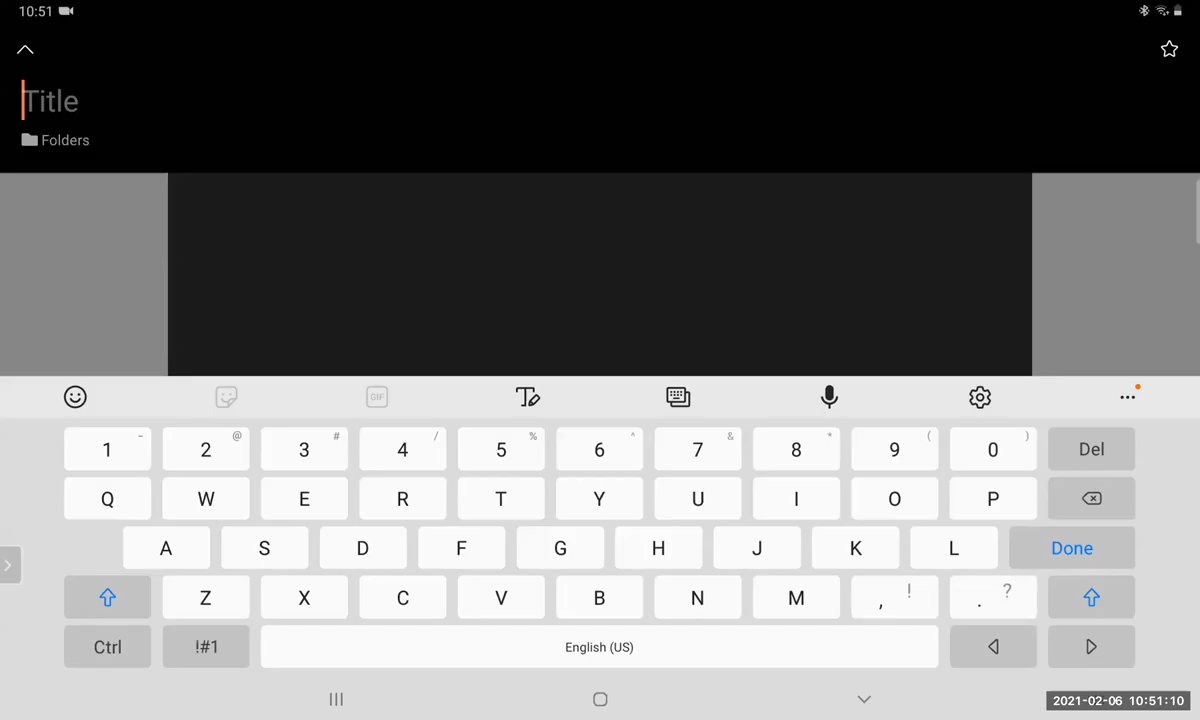 10:51
Title
Folders
GIF
1 - 2 @ 3 # 4 / 5 % 6 ^ 7 & 8 * 9 ( 0 ) Del
Q W E R T Y U I O P
A S D F G H J K L Done
Z X C V B N M , ! . ?
Ctrl !#1 English (US)
2021-02-06 10:51:10